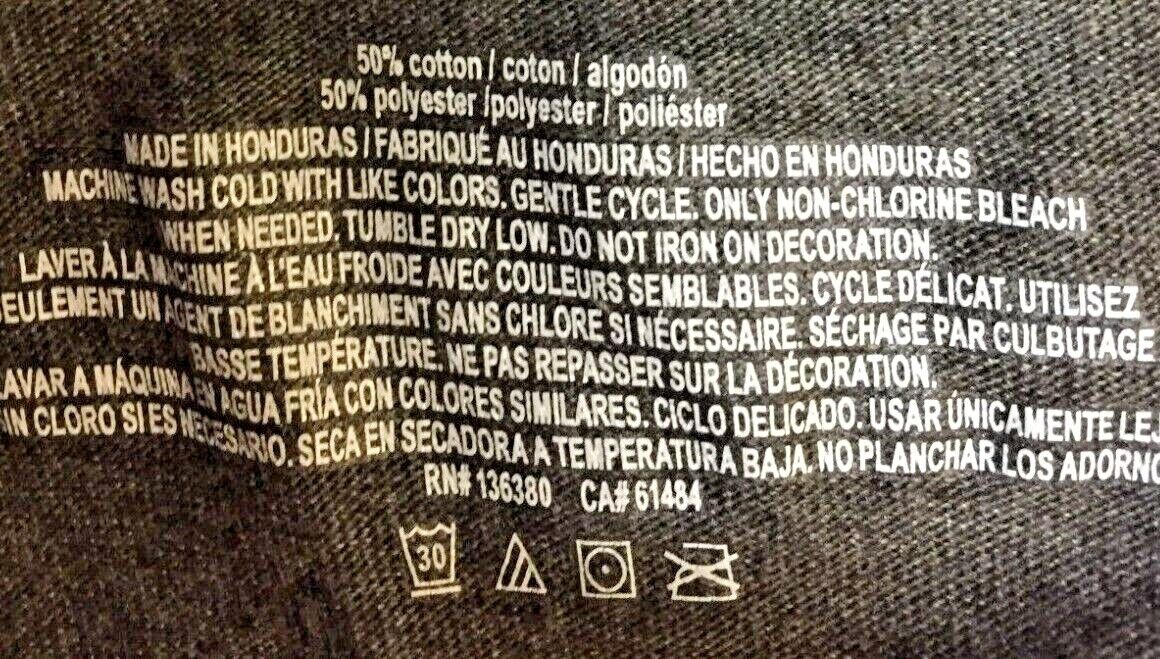 50% cotton / coton / algodón
50% polyester /polyester / poliéster
MADE IN HONDURAS / FABRIQUÉ AU HONDURAS / HECHO EN HONDURAS
MACHINE WASH COLD WITH LIKE COLORS. GENTLE CYCLE. ONLY NON-CHLORINE BLEACH
WHEN NEEDED. TUMBLE DRY LOW. DO NOT IRON ON DECORATION.
LAVER À LA MACHINE À L'EAU FROIDE AVEC COULEURS SEMBLABLES. CYCLE DÉLICAT. UTILISEZ
EULEMENT UN AGENT DE BLANCHIMENT SANS CHLORE SI NÉCESSAIRE. SÉCHAGE PAR CULBUTAGE
BASSE TEMPÉRATURE. NE PAS REPASSER SUR LA DÉCORATION.
AVAR A MÁQUINA EN AGUA FRÍA CON COLORES SIMILARES. CICLO DELICADO. USAR ÚNICAMENTE LEJ
IN CLORO SI ES NECESARIO. SECA EN SECADORA A TEMPERATURA BAJA. NO PLANCHAR LOS ADORNO
RN# 136380 CA# 61484
30